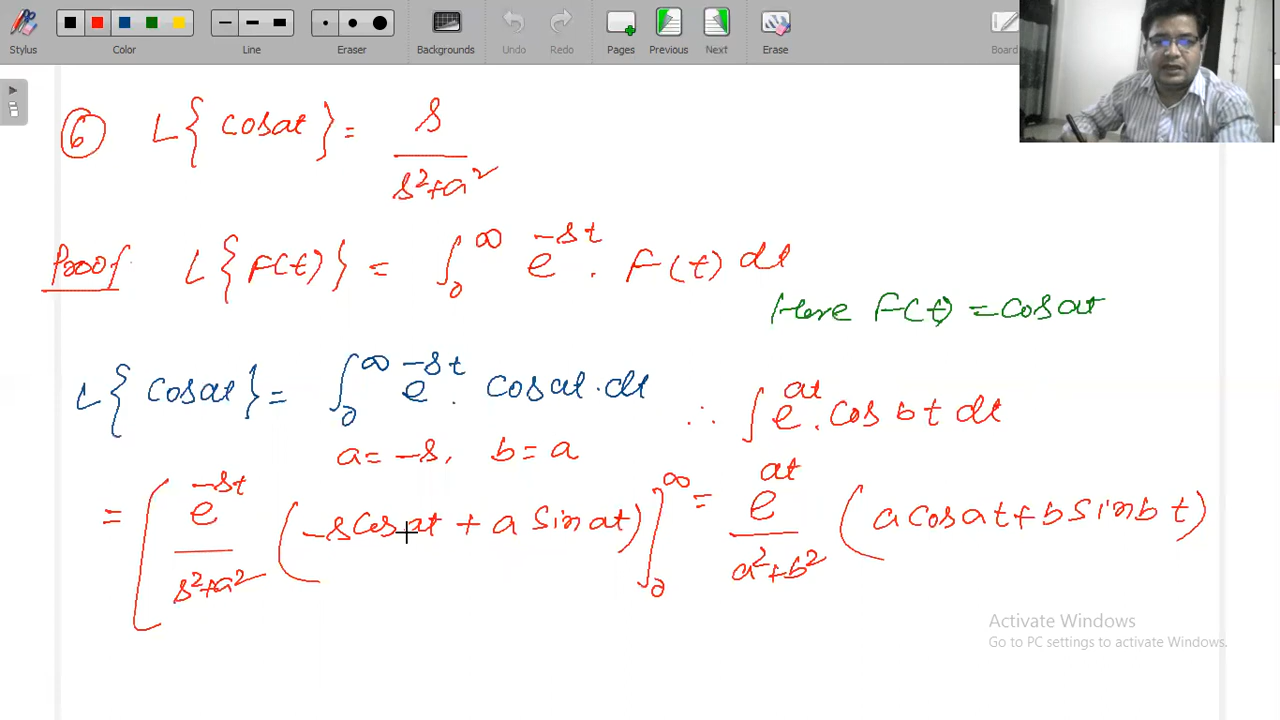 Stylus Color Line Eraser Backgrounds Undo Redo Pages Previous Next Erase Board
⑥ L{cosat} = s/(s²+a²)
Proof L{F(t)} = ∫₀^∞ e^(-st) . F(t) dt
Here F(t) = cosat
L{cosat} = ∫₀^∞ e^(-st) . cosat . dt
∴ ∫ e^(at) . cos bt dt
a = -s, b = a
= [ e^(-st)/(s²+a²) (-s cosat + a sinat) ]₀^∞ = e^(at)/(a²+b²) (a cosat + b sinbt)
Activate Windows
Go to PC settings to activate Windows.